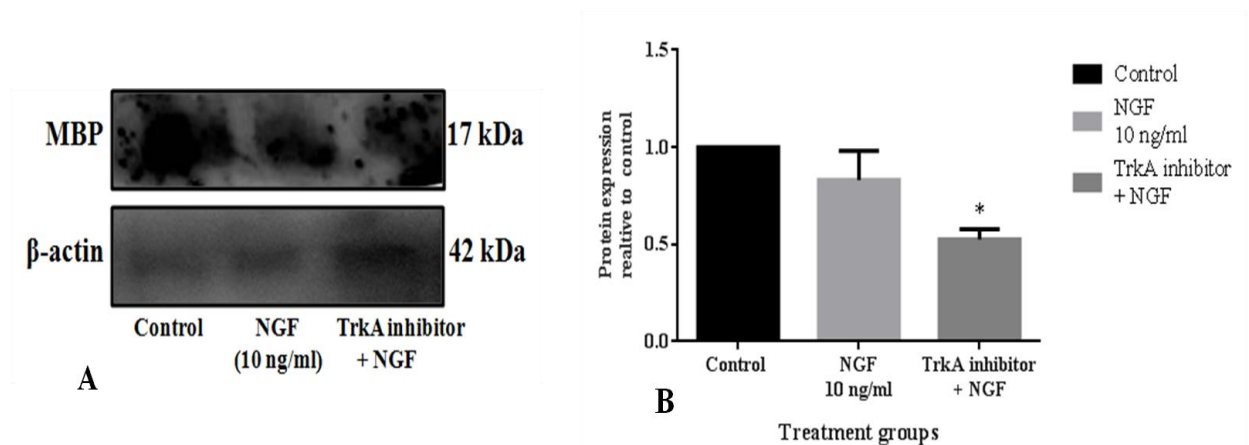 MBP
17 kDa
β-actin
42 kDa
Control
NGF
(10 ng/ml)
TrkA inhibitor
+ NGF
A
Protein expression
realtive to control
1.5
1.0
0.5
0.0
*
Control
NGF
10 ng/ml
TrkA inhibitor
+ NGF
Treatment groups
B
Control
NGF
10 ng/ml
TrkA inhibitor
+ NGF